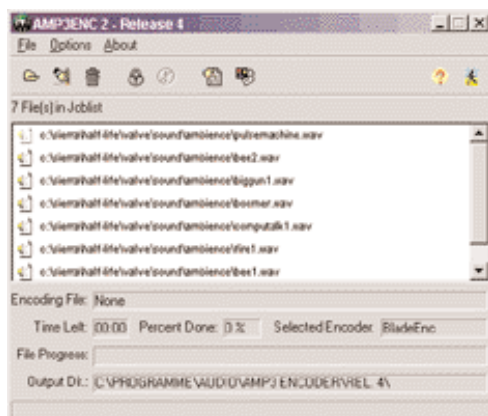 AMP3ENC 2 - Release 4
File Options About
7 File(s) in Joblist
c:\sierra\half-life\valve\sound\ambience\pulsemachine.wav
c:\sierra\half-life\valve\sound\ambience\bee2.wav
c:\sierra\half-life\valve\sound\ambience\biggun1.wav
c:\sierra\half-life\valve\sound\ambience\boomer.wav
c:\sierra\half-life\valve\sound\ambience\computalk1.wav
c:\sierra\half-life\valve\sound\ambience\fire1.wav
c:\sierra\half-life\valve\sound\ambience\bee1.wav
Encoding File: None
Time Left: 00:00 Percent Done: 0 % Selected Encoder: BladeEnc
File Progress:
Output Dir.: C:\PROGRAMME\AUDIO\AMP3 ENCODER\REL. 4\